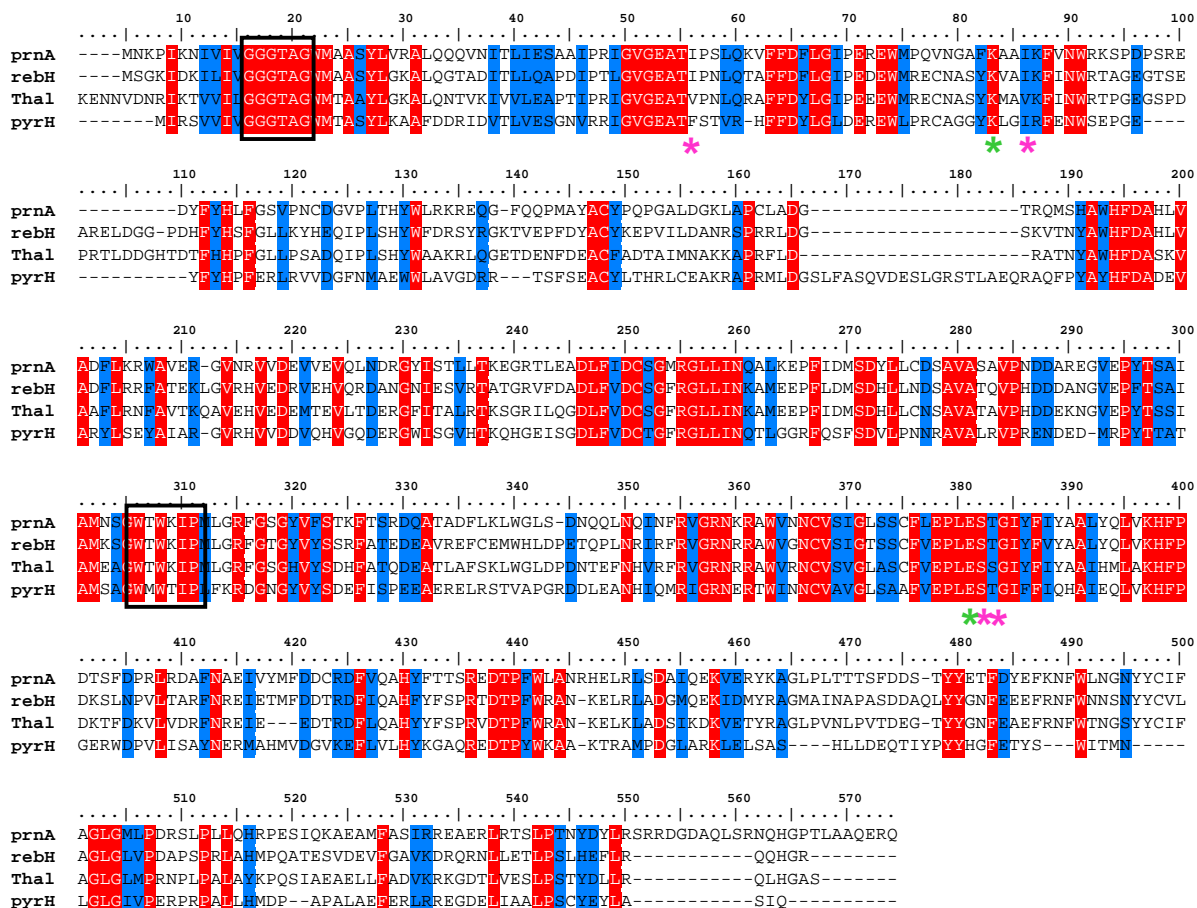 10 20 30 40 50 60 70 80 90 100
....|....|....|....|....|....|....|....|....|....|....|....|....|....|....|....|....|....|....|....|
prnA ----MNKPIKNIVIVGGGTAGWMAASYLVRALQQQVNITLIESAAIPRIGVGEATIPSLQKVFFDFLGIPEREWMPQVNGAFKAAIKFVNWRKSPDPSRE
rebH ----MSGKIDKILIVGGGTAGWMAASYLGKALQGTADITLLQAPDIPTLGVGEATIPNLQTAFFDFLGIPEDEWMRECNASYKVAIKFINWRTAGEGTSE
Thal KENNVDNRIKTVVILGGGTAGWMTAAYLGKALQNTVKIVVLEAPTIPRIGVGEATVPNLQRAFFDYLGIPEEEWMRECNASYKMAVKFINWRTPGEGSPD
pyrH ----MIRSVVIVGGGTAGWMTASYLKAAFDDRIDVTLVESGNVRRIGVGEATFSTVR-HFFDYLGLDEREWLPRCAGGYKLGIRFENWSEPGE----
* * *
110 120 130 140 150 160 170 180 190 200
....|....|....|....|....|....|....|....|....|....|....|....|....|....|....|....|....|....|....|....|
prnA ---------DYFYHLFGSVPNCDGVPLTHYWLRKREQG-FQQPMAYACYPQPGALDGKLAPCLADG-------------------TRQMSHAWHFDAHLV
rebH ARELDGG-PDHFYHSFGLLKYHEQIPLSHYWFDRSYRGKTVEPFDYACYKEPVILDANRSPRRLDG-------------------SKVTNYAWHFDAHLV
Thal PRTLDDGHTDTFHHPFGLLPSADQIPLSHYWAAKRLQGETDENFDEACFADTAIMNAKKAPRFLD--------------------RATNYAWHFDASKV
pyrH ----------YFYHPFERLRVVDGFNMAEWWLAVGDRR--TSFSEACYLTHRLCEAKRAPRMLDGSLFASQVDESLGRSTLAEQRAQFPYAYHFDADEV
210 220 230 240 250 260 270 280 290 300
....|....|....|....|....|....|....|....|....|....|....|....|....|....|....|....|....|....|....|....|
prnA ADFLKRWAVER-GVNRVVDEVVEVQLNDRGYISTLLTKEGRTLEADLFIDCSGMRGLLINQALKEPFIDMSDYLLCDSAVASAVPNDDAREGVEPYTSAI
rebH ADFLRRFATEKLGVRHVEDRVEHVQRDANGNIESVRTATGRVFDADLFVDCSGFRGLLINKAMEEPFLDMSDHLLNDSAVATQVPHDDDANGVEPFTSAI
Thal AAFLRNFAVTKQAVEHVEDEMTEVLTDERGFITALRTKSGRILQGDLFVDCSGFRGLLINKAMEEPFIDMSDHLLCNSAVATAVPHDDEKNGVEPYTSSI
pyrH ARYLSEYAIAR-GVRHVVDDVQHVGQDERGWISGVHTKQHGEISGDLFVDCTGFRGLLINQTLGGRFQSFSDVLPNNRAVALRVPRENDED-MRPYTTAT
310 320 330 340 350 360 370 380 390 400
....|....|....|....|....|....|....|....|....|....|....|....|....|....|....|....|....|....|....|....|
prnA AMNSGWTWKIPMLGRFGSGYVFSTKFTSRDQATADFLKLWGLS-DNQQLNQINFRVGRNKRAWVNNCVSIGLSSCFLEPLESTGIYFIYAALYQLVKHFP
rebH AMKSGWTWKIPMLGRFGTGYVYSSRFATEDEAVREFCEMWHLDPETQPLNRIRFRVGRNRRAWVGNCVSIGTSSCFVEPLESTGIYFVYAALYQLVKHFP
Thal AMEAGWTWKIPMLGRFGSGHVYSDHFATQDEATLAFSKLWGLDPDNTEFNHVRFRVGRNRRAWVRNCVSIGLSSCFVEPLESSGIYFIYAAIHMLAKHFP
pyrH AMSAGWMWTIPLFKRDGNGYVYSDEFISPEEAERELRSTVAPGRDDLEANHIQMRIGRNERTWINNCVAVGLSAAFVEPLESTGIFFIQHAIEQLVKHFP
* * *
410 420 430 440 450 460 470 480 490 500
....|....|....|....|....|....|....|....|....|....|....|....|....|....|....|....|....|....|....|....|
prnA DTSFDPRLRDAFNAEIVYMFDDCRDFVQAHYFTTSREDTPFWLANRHELRLSDAIQEKVERYKAGLPLTTTSFDDS-TYYETFDYEFKNFWLNGNYYCIF
rebH DKSLNPVLTARFNREIETMFDDTRDFIQAHFYFSPRTDTPFWRAN-KELRLADGMQEKIDMYRAGMAINAPASDDAQLYYGNFEEEFRNFWNNSNYYCVL
Thal DKTFDKVLVDRFNREIE---EDTRDFLQAHYYFSPRVDTPFWRAN-KELKLADSIKDKVETYRAGLPVNLPVTDEG-TYYGNFEAEFRNFWTNGSYYCIF
pyrH GERWDPVLISAYNERMAHMVDGVKEFLVLHYKGAQREDTPYWKAA-KTRAMPDGLARKLELSAS----HLLDEQTIYPYYHGFETYS---WITMN-----
510 520 530 540 550 560 570
....|....|....|....|....|....|....|....|....|....|....|....|....|....|....
prnA AGLGMLPDRSLPLLQHRPESIQKAEAMFASIRREAERLRTSLPTNYDYLRSRRDGDAQLSRNQHGPTLAAQERQ
rebH AGLGLVPDAPSPRLAHMPQATESVDEVFGAVKDRQRNLLETLPSLHEFLR-----------QQHGR--------
Thal AGLGLMPRNPLPALAYKPQSIAEAELLFADVKRKGDTLVESLPSTYDLLR-----------QLHGAS-------
pyrH LGLGIVPERPRPALLHMDP-APALAEFERLRREGDELIAALPSCYEYLA------------SIQ----------